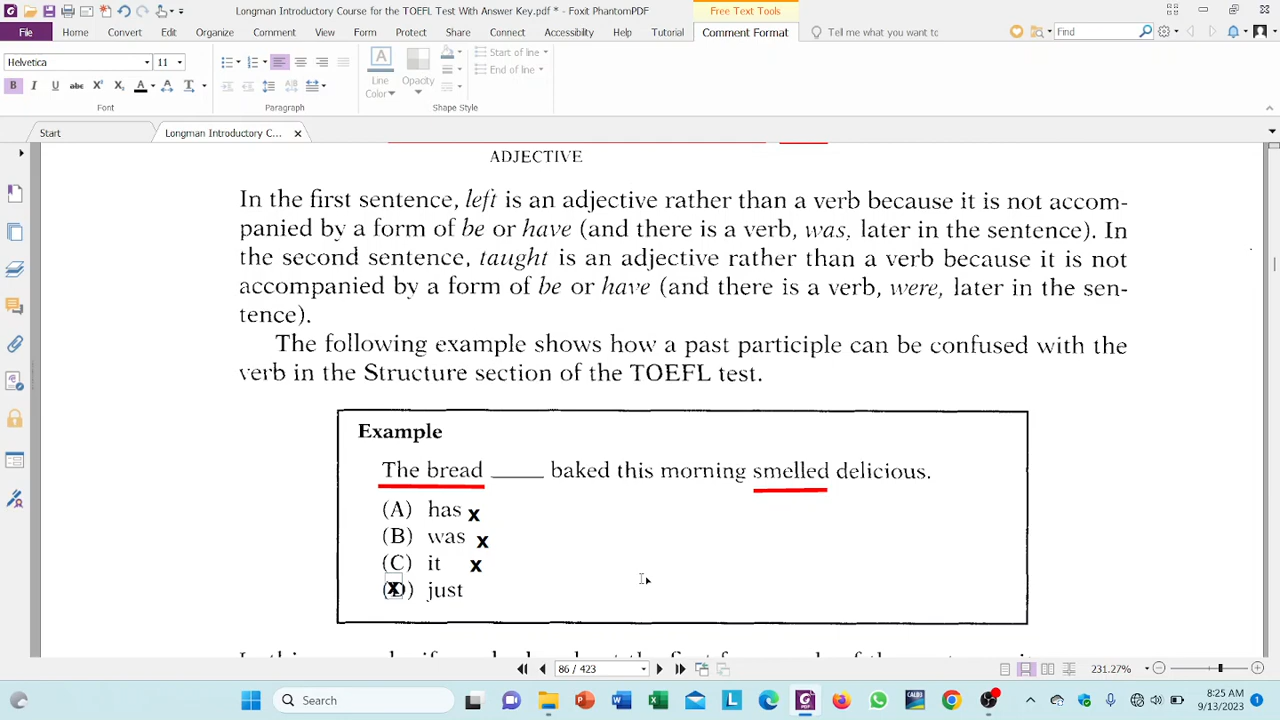 Longman Introductory Course for the TOEFL Test With Answer Key.pdf * - Foxit PhantomPDF
Free Text Tools
File Home Convert Edit Organize Comment View Form Protect Share Connect Accessibility Help Tutorial Comment Format Tell me what you want to Find
Helvetica 11
Line Color Opacity
Start of line
End of line
B I U abc X² X₂ A T
Font Paragraph Shape Style
Start Longman Introductory C...
ADJECTIVE
In the first sentence, left is an adjective rather than a verb because it is not accom-
panied by a form of be or have (and there is a verb, was, later in the sentence). In
the second sentence, taught is an adjective rather than a verb because it is not
accompanied by a form of be or have (and there is a verb, were, later in the sen-
tence).
The following example shows how a past participle can be confused with the
verb in the Structure section of the TOEFL test.
Example
The bread _____ baked this morning smelled delicious.
(A) has x
(B) was x
(C) it x
(D) just
86 / 423
231.27%
Search
8:25 AM
9/13/2023